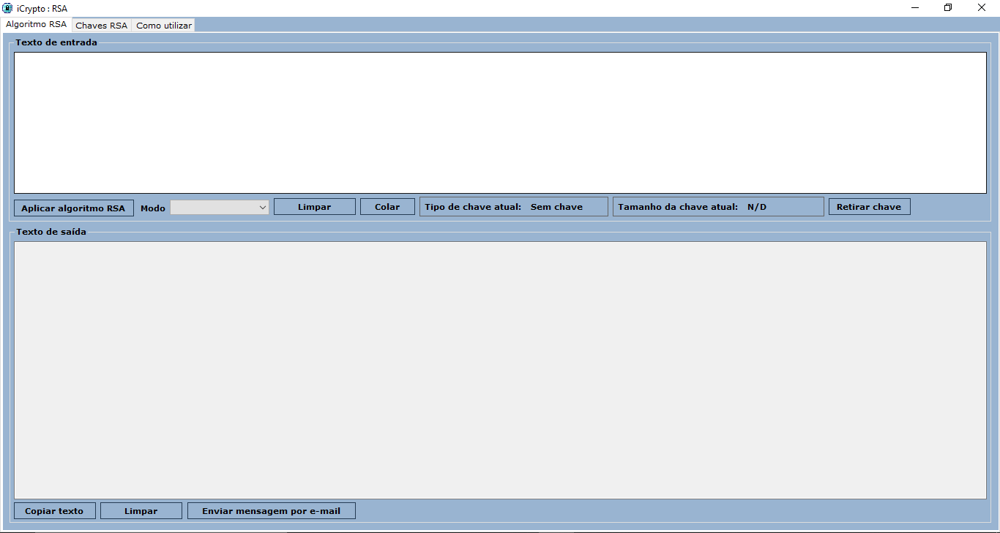 iCrypto : RSA
Algoritmo RSA Chaves RSA Como utilizar
Texto de entrada
Aplicar algoritmo RSA Modo Limpar Colar Tipo de chave atual: Sem chave Tamanho da chave atual: N/D Retirar chave
Texto de saída
Copiar texto Limpar Enviar mensagem por e-mail